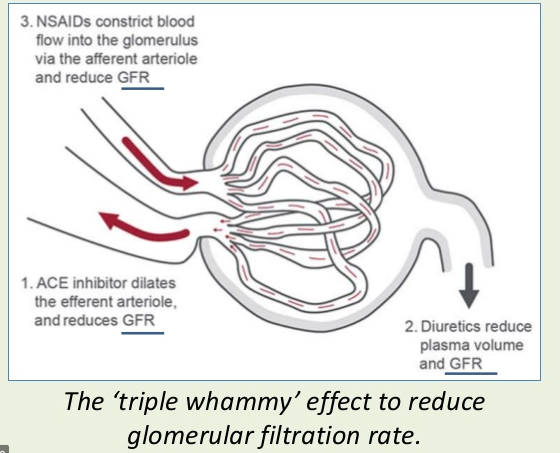 3. NSAIDs constrict blood
flow into the glomerulus
via the afferent arteriole
and reduce GFR
1. ACE inhibitor dilates
the efferent arteriole,
and reduces GFR
2. Diuretics reduce
plasma volume
and GFR
The ‘triple whammy’ effect to reduce
glomerular filtration rate.